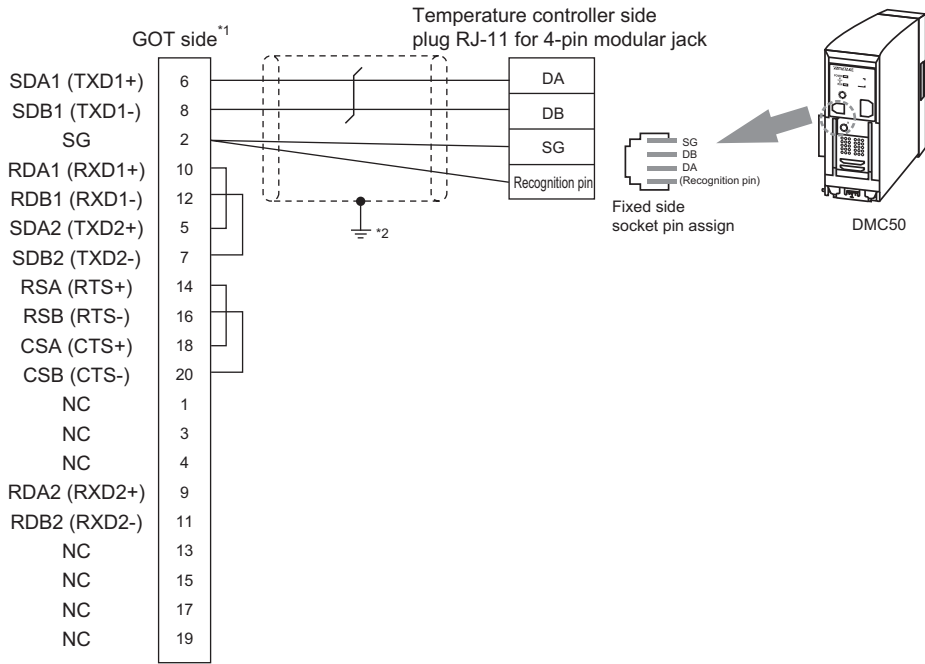 Temperature controller side
GOT side*1 plug RJ-11 for 4-pin modular jack
SDA1 (TXD1+) 6 DA
SDB1 (TXD1-) 8 DB
SG 2 SG
RDA1 (RXD1+) 10 Recognition pin
RDB1 (RXD1-) 12
SDA2 (TXD2+) 5
SDB2 (TXD2-) 7
RSA (RTS+) 14
RSB (RTS-) 16
CSA (CTS+) 18
CSB (CTS-) 20
NC 1
NC 3
NC 4
RDA2 (RXD2+) 9
RDB2 (RXD2-) 11
NC 13
NC 15
NC 17
NC 19
*2
SG
DB
DA
(Recognition pin)
Fixed side
socket pin assign
DMC50